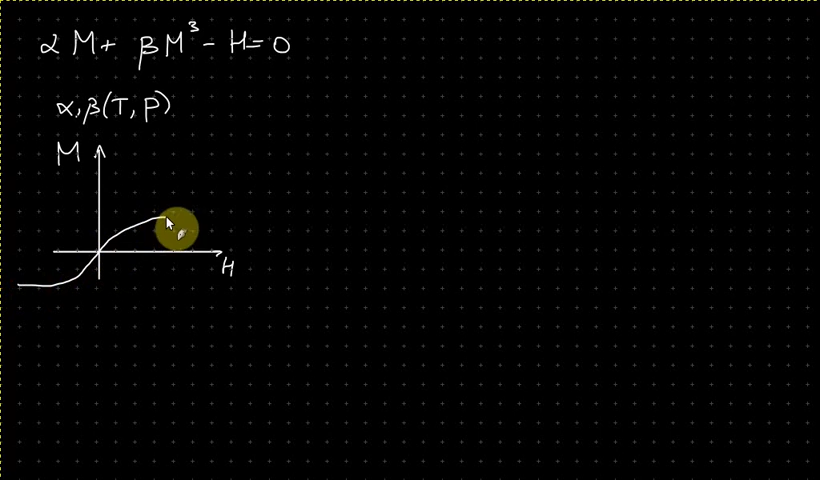 αM + βM³ - H = 0
α, β(T, P)
M
H